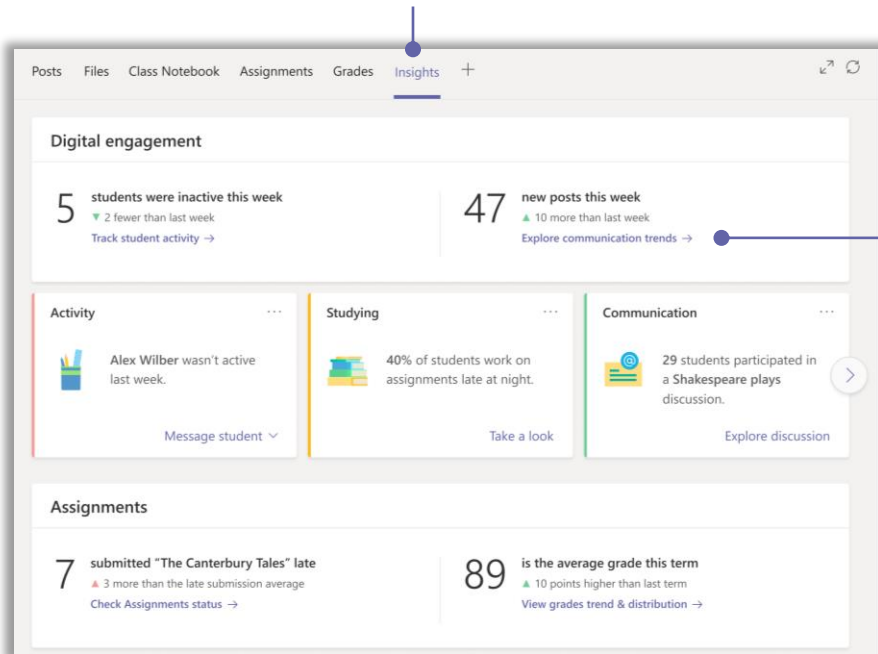 Posts Files Class Notebook Assignments Grades Insights
Digital engagement
5 students were inactive this week
▼ 2 fewer than last week
Track student activity →
47 new posts this week
▲ 10 more than last week
Explore communication trends →
Activity ...
Alex Wilber wasn't active
last week.
Message student
Studying ...
40% of students work on
assignments late at night.
Take a look
Communication ...
29 students participated in
a Shakespeare plays
discussion.
Explore discussion
Assignments
7 submitted "The Canterbury Tales" late
▲ 3 more than the late submission average
Check Assignments status →
89 is the average grade this term
▲ 10 points higher than last term
View grades trend & distribution →